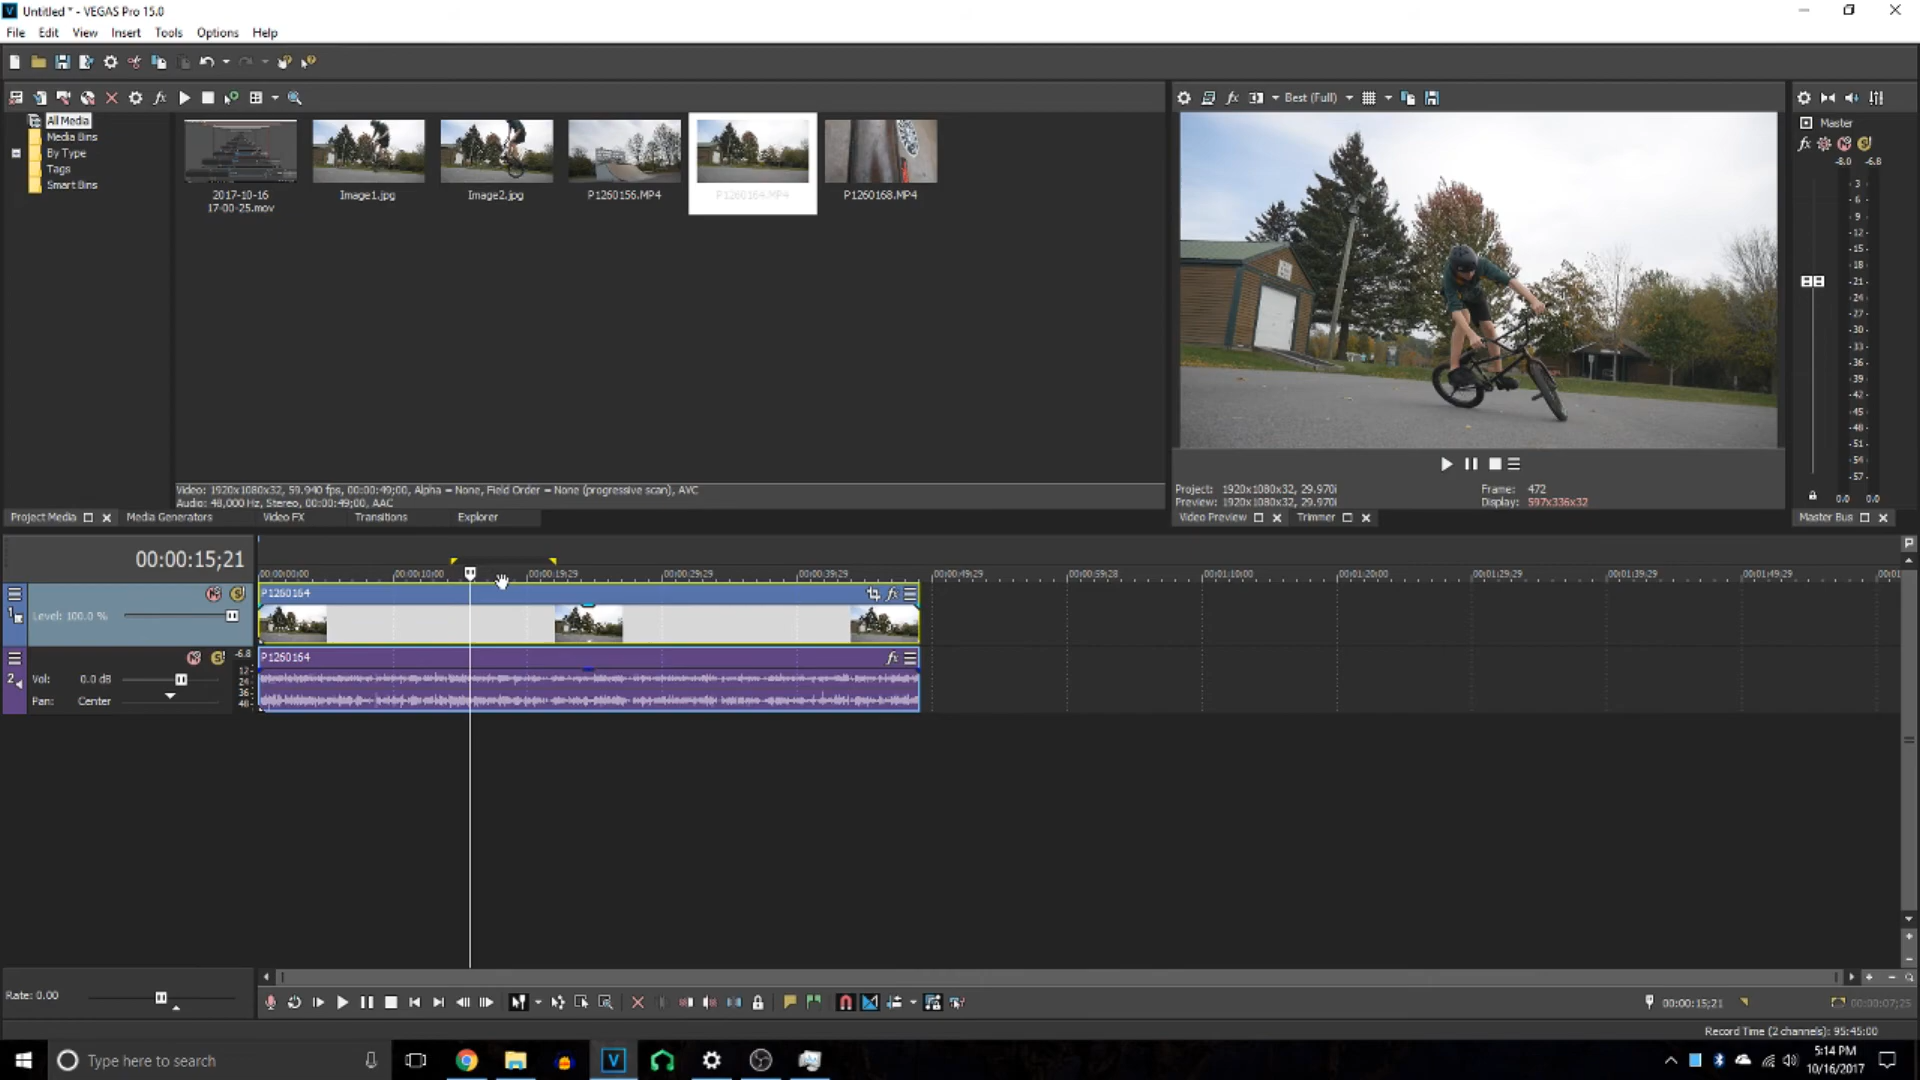 Untitled * - VEGAS Pro 15.0
File Edit View Insert Tools Options Help
All Media
Media Bins
By Type
Tags
Smart Bins
2017-10-16
17-00-25.mov
Image1.jpg
Image2.jpg
P1260156.MP4
P1260164.MP4
P1260168.MP4
Video: 1920x1080x32, 59.940 fps, 00:00:49;00, Alpha = None, Field Order = None (progressive scan), AVC
Audio: 48,000 Hz, Stereo, 00:00:49;00, AAC
Project Media
Media Generators
Video FX
Transitions
Explorer
Best (Full)
Project: 1920x1080x32, 29.970i
Frame: 472
Preview: 1920x1080x32, 29.970i
Display: 597x336x32
Video Preview
Trimmer
Master
-8.0 -6.8
3
6
9
12
15
18
21
24
27
30
33
36
39
42
45
48
51
54
57
0.0 0.0
Master Bus
00:00:15;21
00:00:00;00 00:00:10;00 00:00:19;29 00:00:29;29 00:00:39;29 00:00:49;29 00:00:59;28 00:01:10;00 00:01:20;00 00:01:29;29 00:01:39;29 00:01:49;29
1
Level: 100.0 %
P1260164
2
Vol: 0.0 dB
Pan: Center
-6.8
12
24
36
48
P1260164
Rate: 0.00
00:00:15;21
00:00:07;25
Record Time (2 channels): 95:45:00
Type here to search
5:14 PM
10/16/2017